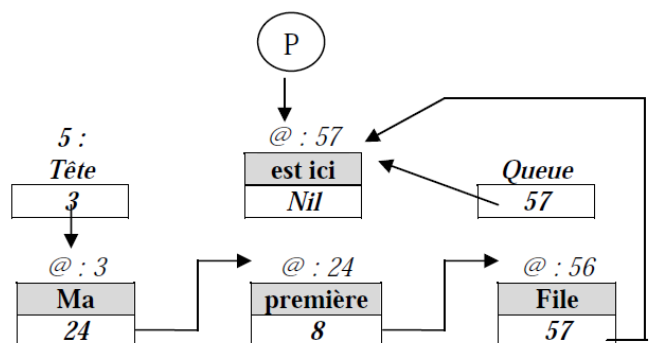 P
5 :
Tête
3
@ : 57
est ici
Nil
Queue
57
@ : 3
Ma
24
@ : 24
première
8
@ : 56
File
57